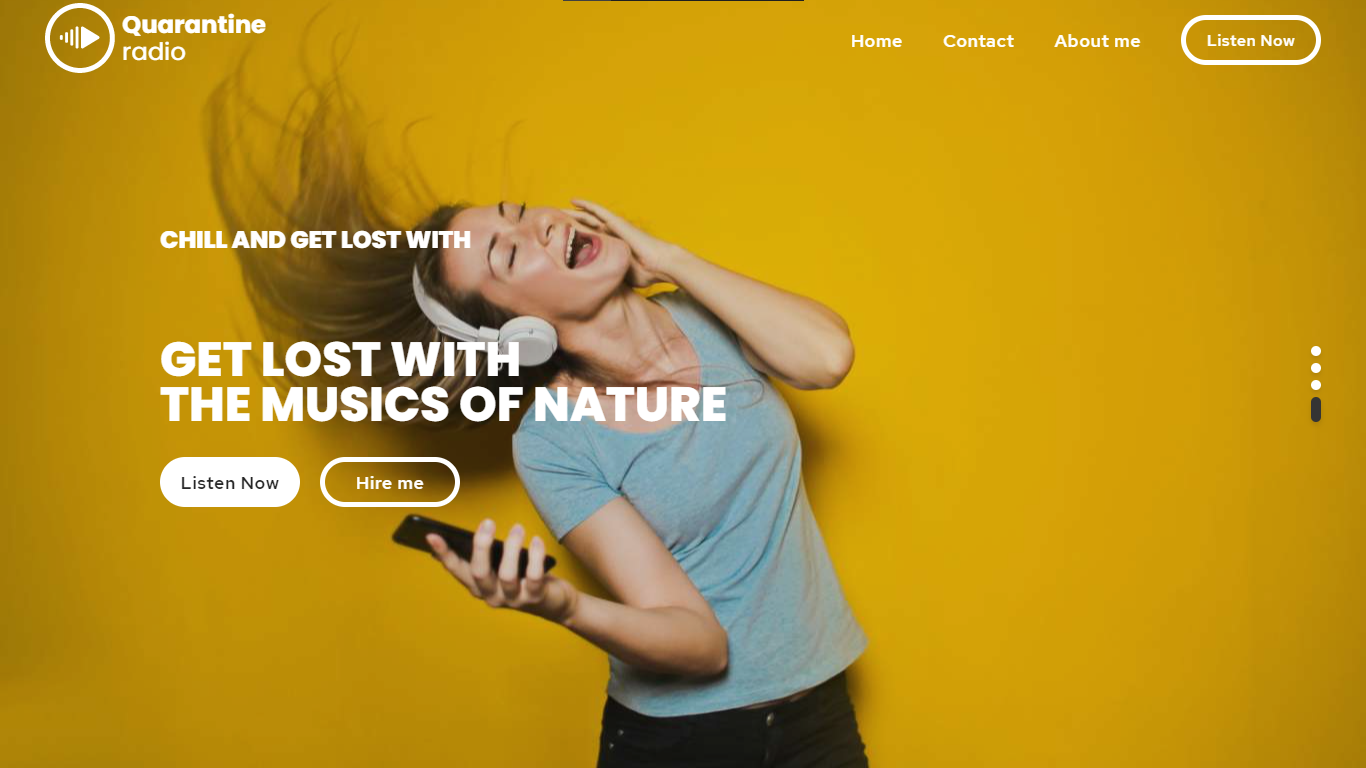 Quarantine
radio
Home
Contact
About me
Listen Now
CHILL AND GET LOST WITH
GET LOST WITH
THE MUSICS OF NATURE
Listen Now
Hire me